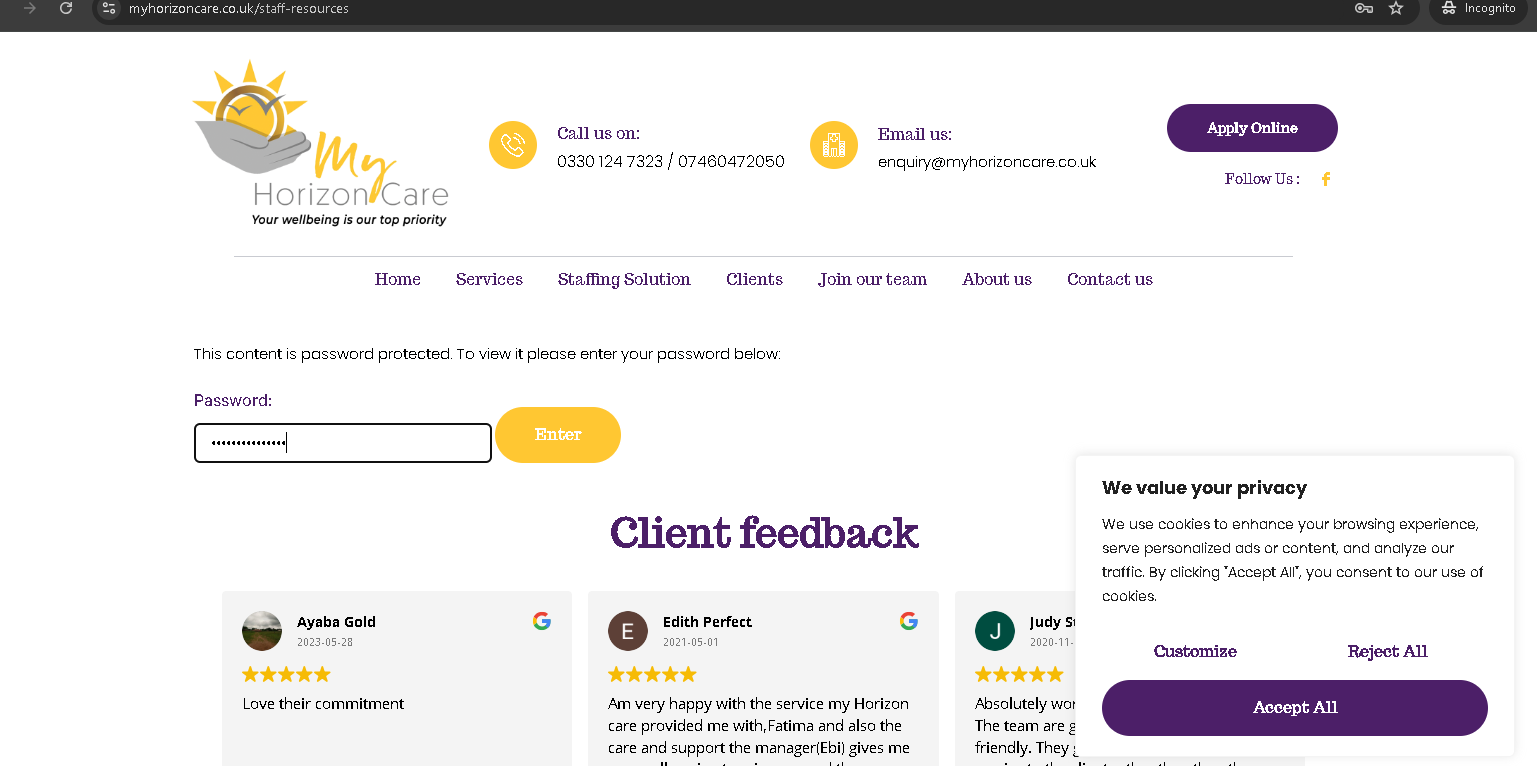 myhorizoncare.co.uk/staff-resources
Incognito
My
Horizon Care
Your wellbeing is our top priority
Call us on:
0330 124 7323 / 07460472050
Email us:
enquiry@myhorizoncare.co.uk
Apply Online
Follow Us :
Home Services Staffing Solution Clients Join our team About us Contact us
This content is password protected. To view it please enter your password below:
Password:
Enter
Client feedback
Ayaba Gold
2023-05-28
Love their commitment
E
Edith Perfect
2021-05-01
Am very happy with the service my Horizon
care provided me with,Fatima and also the
care and support the manager(Ebi) gives me
J
Judy
2020-11-
Absolutely
The team are
friendly. They
We value your privacy
We use cookies to enhance your browsing experience,
serve personalized ads or content, and analyze our
traffic. By clicking "Accept All", you consent to our use of
cookies.
Customize Reject All
Accept All